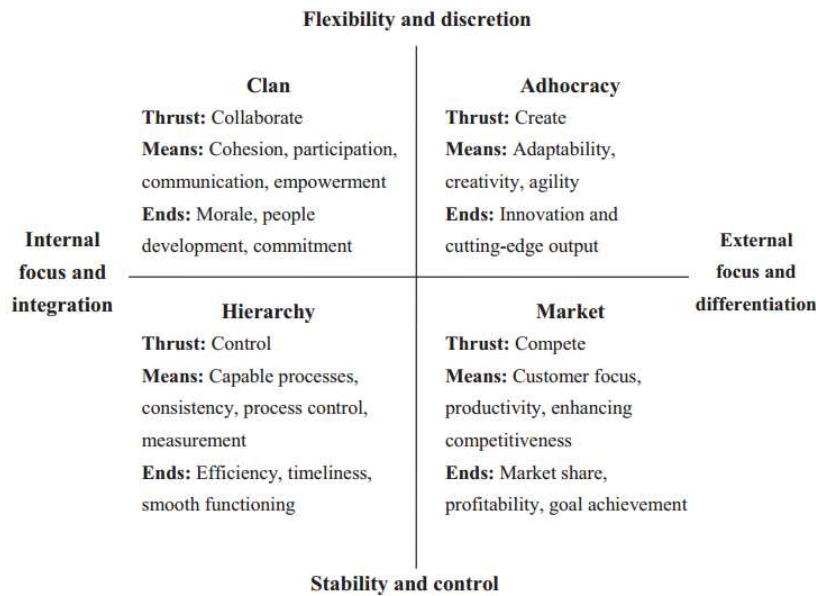 Flexibility and discretion
Clan
Thrust: Collaborate
Means: Cohesion, participation,
communication, empowerment
Ends: Morale, people
development, commitment
Adhocracy
Thrust: Create
Means: Adaptability,
creativity, agility
Ends: Innovation and
cutting-edge output
Internal
focus and
integration
External
focus and
differentiation
Hierarchy
Thrust: Control
Means: Capable processes,
consistency, process control,
measurement
Ends: Efficiency, timeliness,
smooth functioning
Market
Thrust: Compete
Means: Customer focus,
productivity, enhancing
competitiveness
Ends: Market share,
profitability, goal achievement
Stability and control